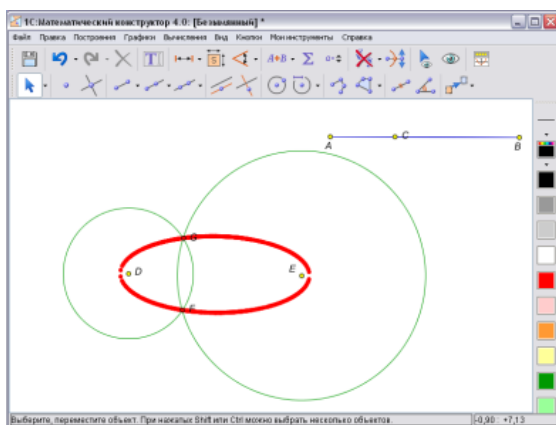 1С:Математический конструктор 4.0: [Безымянный] *
Файл Правка Построения Графики Вычисления Вид Кнопки Мои инструменты Справка
A+B Σ
A C B
G
D E
F
Выберите, переместите объект. При нажатых Shift или Ctrl можно выбрать несколько объектов. -0,90 : +7,13